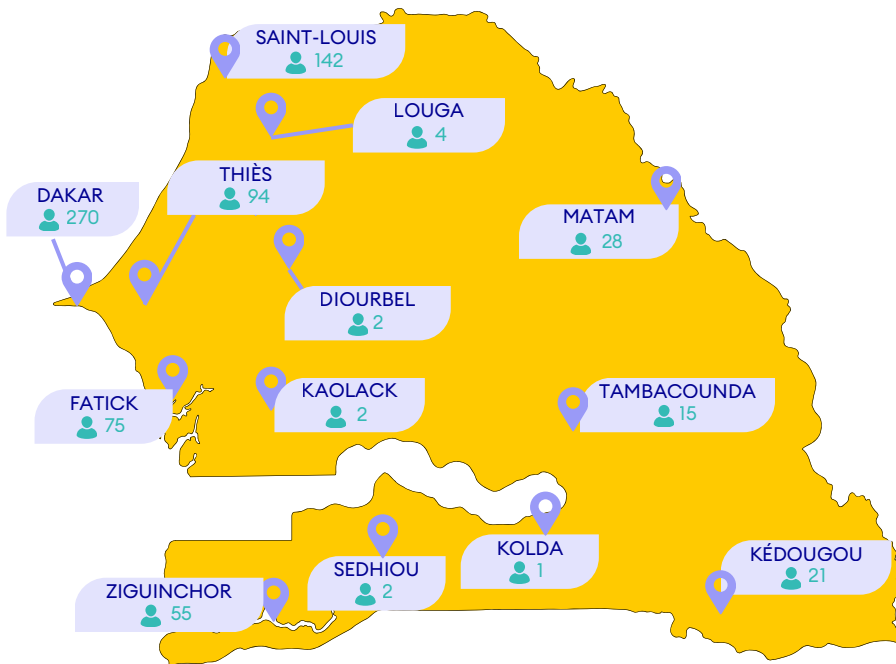 SAINT-LOUIS
142
LOUGA
4
THIÈS
94
DAKAR
270
MATAM
28
DIOURBEL
2
FATICK
75
KAOLACK
2
TAMBACOUNDA
15
KOLDA
1
SEDHIOU
2
KÉDOUGOU
21
ZIGUINCHOR
55